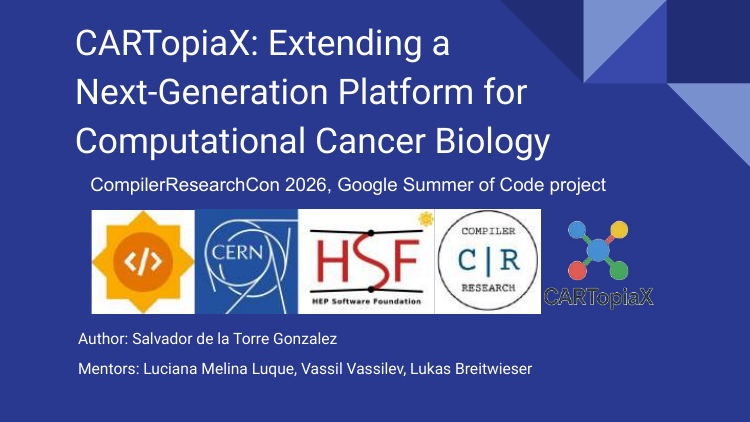 CARTopiaX: Extending a
Next-Generation Platform for
Computational Cancer Biology
CompilerResearchCon 2026, Google Summer of Code project
</>
CERN
HSF
HEP Software Foundation
COMPILER
C|R
RESEARCH
CARTopiaX
Author: Salvador de la Torre Gonzalez
Mentors: Luciana Melina Luque, Vassil Vassilev, Lukas Breitwieser